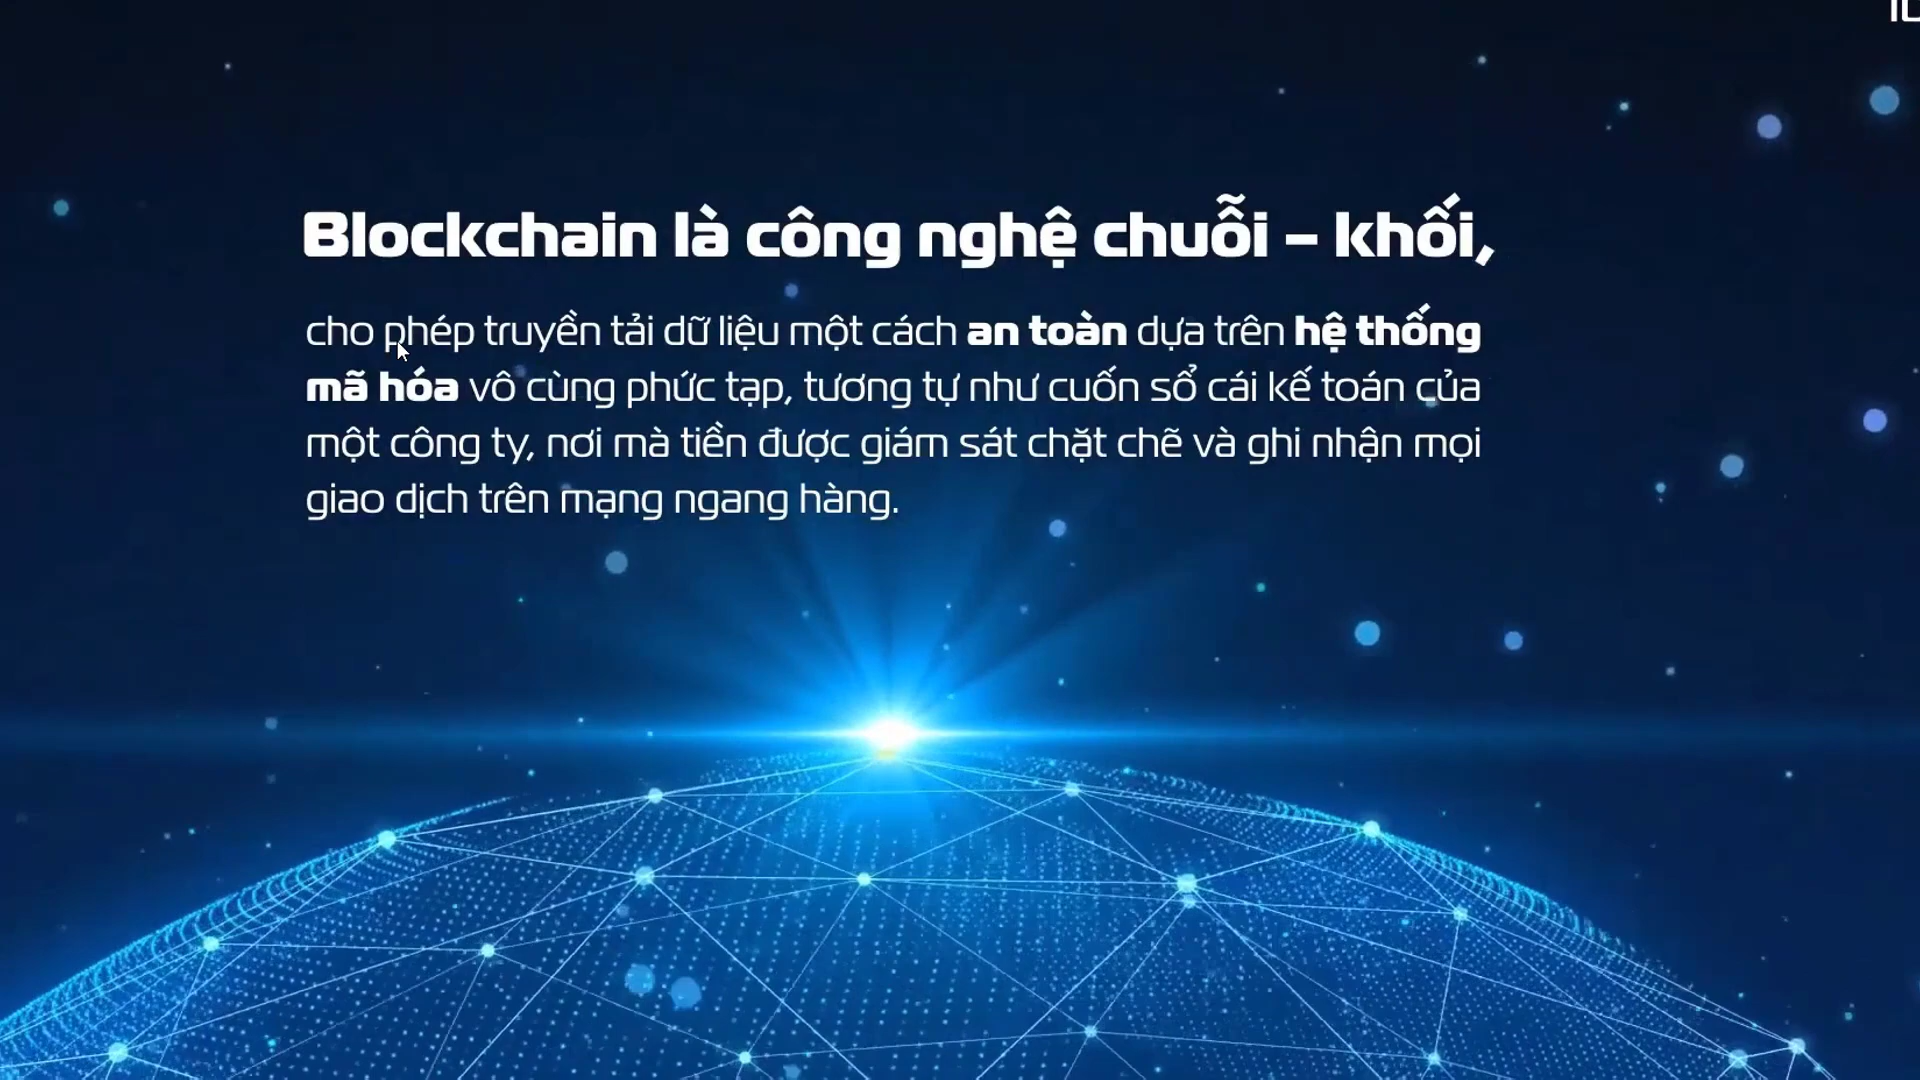 Blockchain là công nghệ chuỗi – khối,
cho phép truyền tải dữ liệu một cách an toàn dựa trên hệ thống
mã hóa vô cùng phức tạp, tương tự như cuốn sổ cái kế toán của
một công ty, nơi mà tiền được giám sát chặt chẽ và ghi nhận mọi
giao dịch trên mạng ngang hàng.